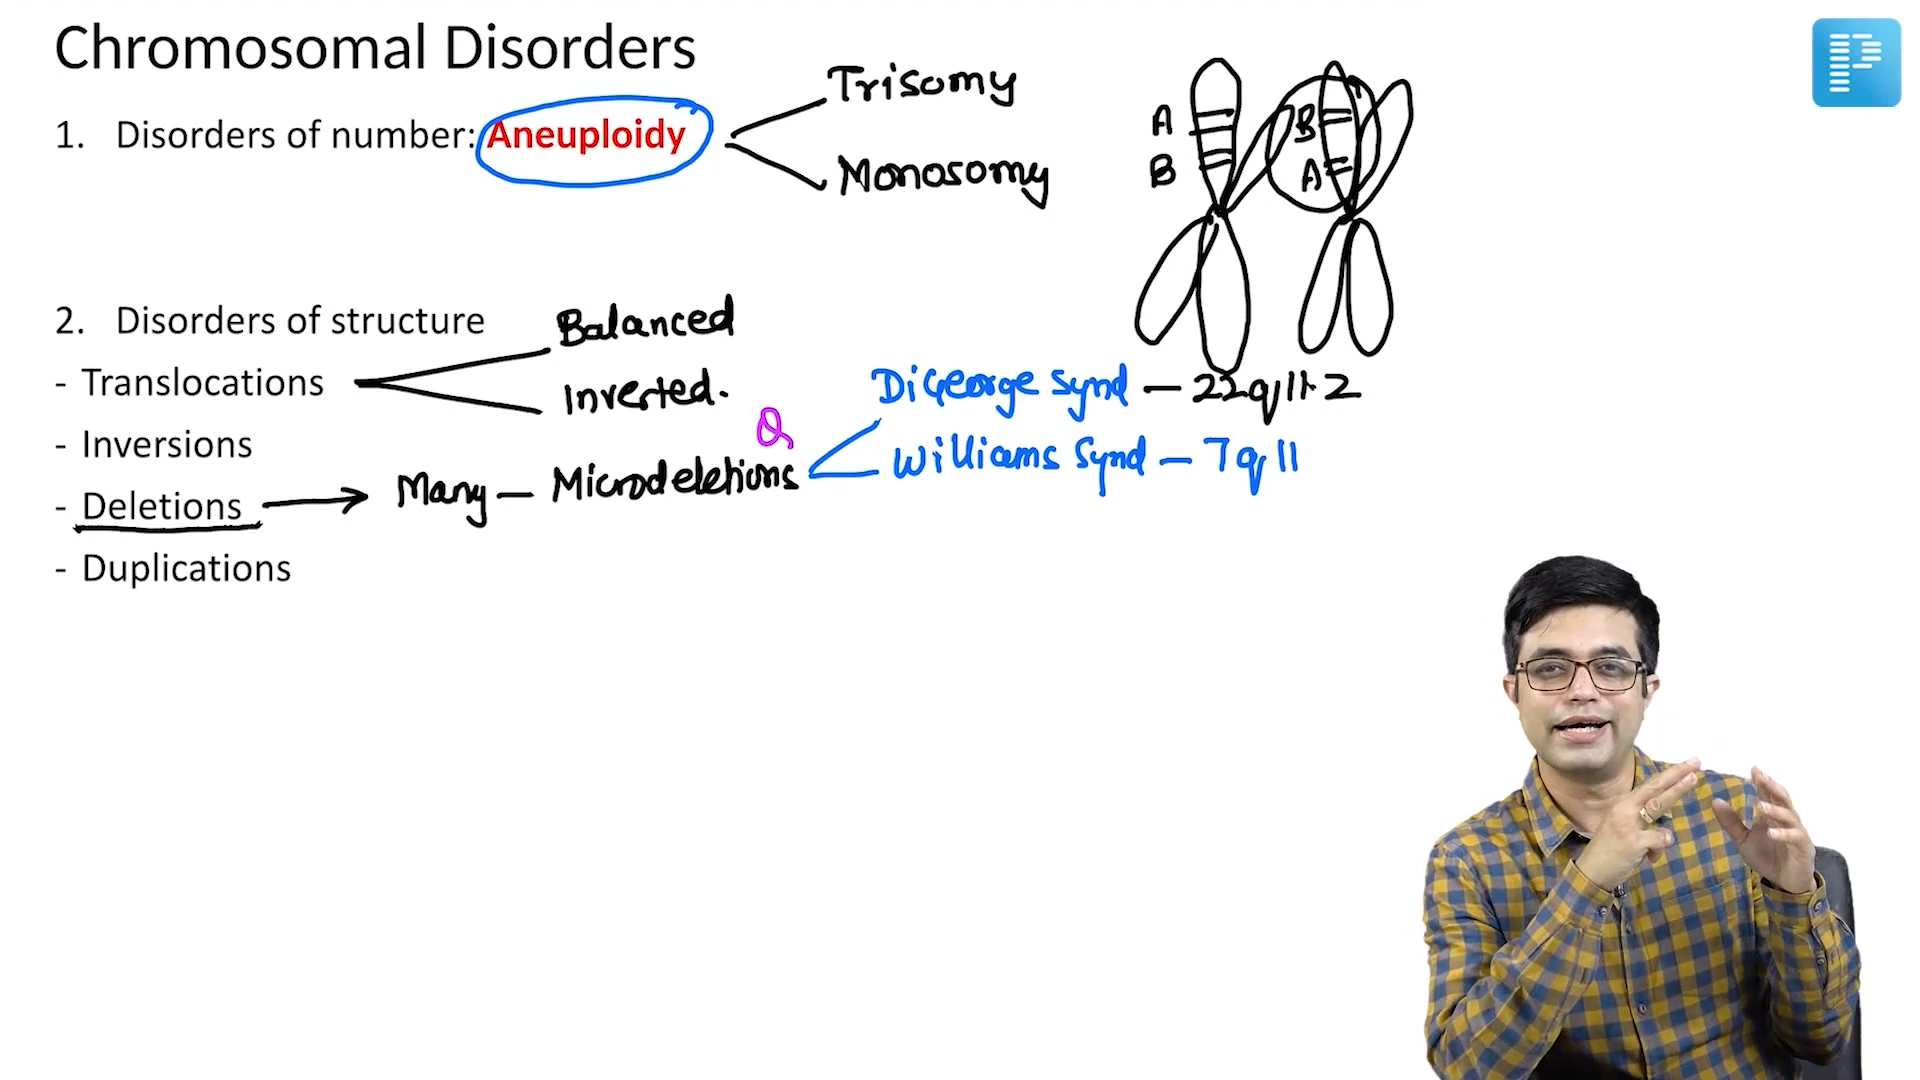 Chromosomal Disorders
1. Disorders of number: Aneuploidy
Trisomy
Monosomy
A
B
B
A
2. Disorders of structure
- Translocations
Balanced
Inverted.
- Inversions
- Deletions
Many – Microdeletions
Q
DiGeorge Synd – 22q11.2
Williams Synd – 7q11
- Duplications
P